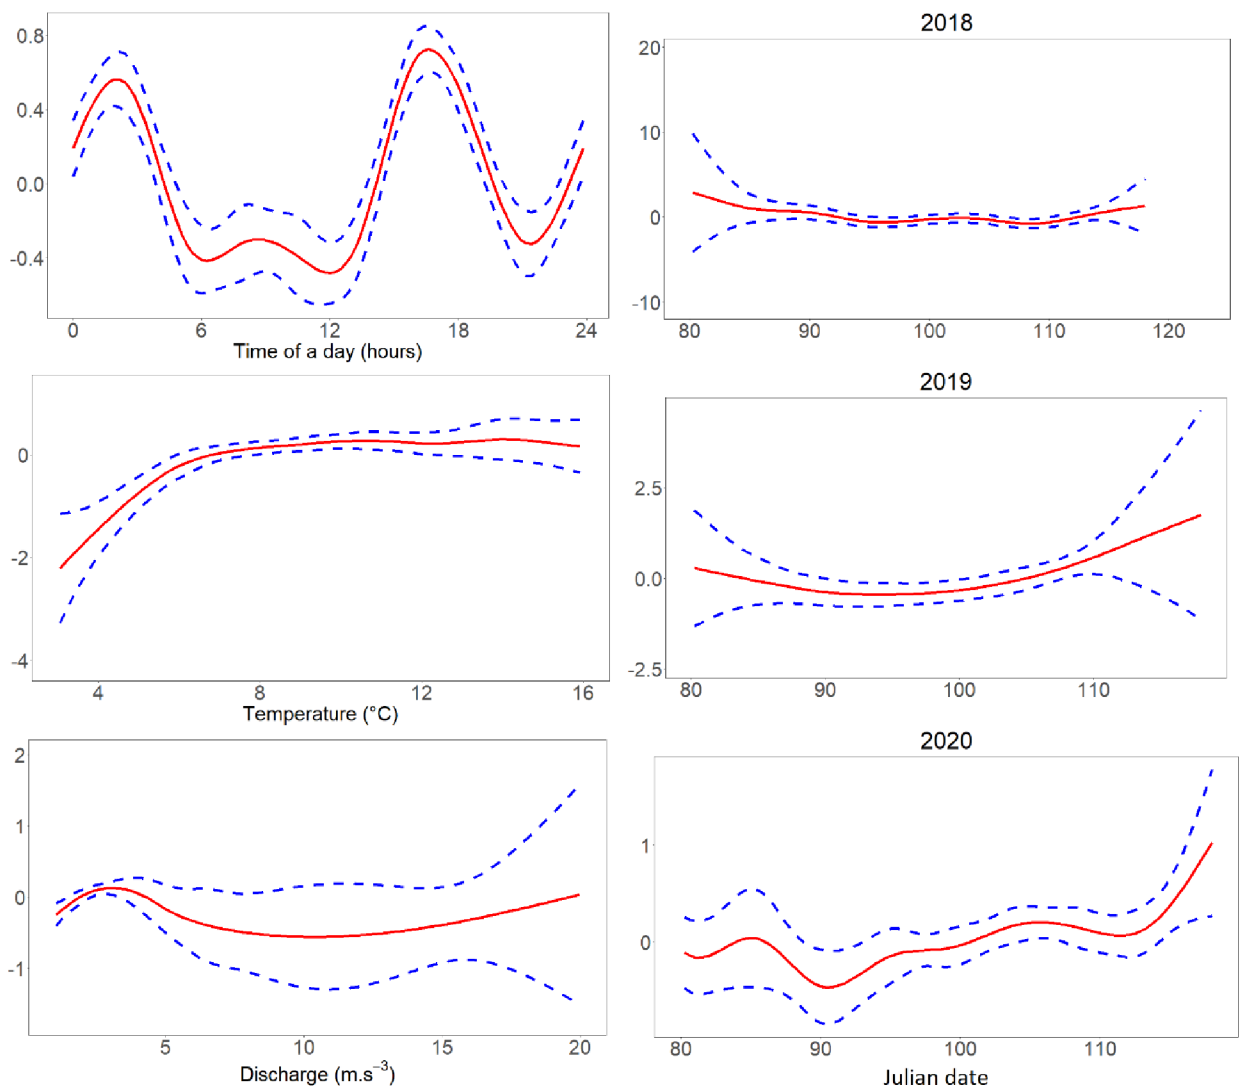 0.8
0.4
0.0
-0.4
0 6 12 18 24
Time of a day (hours)
2018
20
10
0
-10
80 90 100 110 120
0
-2
-4
4 8 12 16
Temperature (°C)
2019
2.5
0.0
-2.5
80 90 100 110
2
1
0
-1
5 10 15 20
Discharge (m.s⁻³)
2020
1
0
80 90 100 110
Julian date